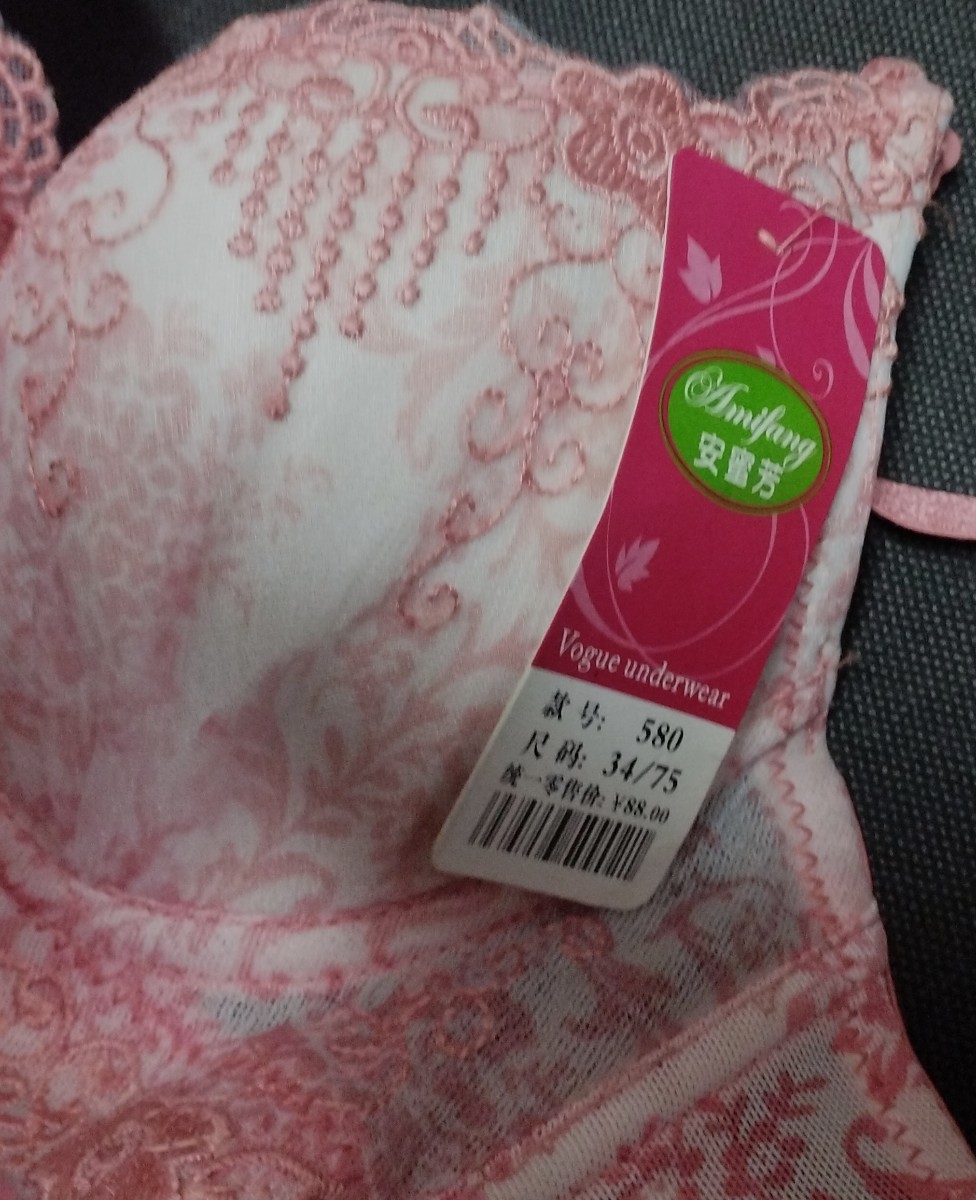 Amifang
安蜜芳
Vogue underwear
款号: 580
尺码: 34/75
统一零售价: ¥88.00